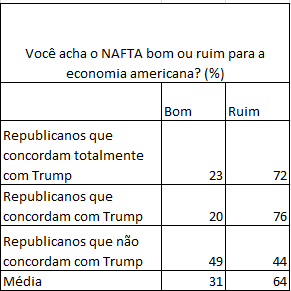 Você acha o NAFTA bom ou ruim para a
economia americana? (%)
Bom Ruim
Republicanos que
concordam totalmente
com Trump 23 72
Republicanos que
concordam com Trump 20 76
Republicanos que não
concordam com Trump 49 44
Média 31 64